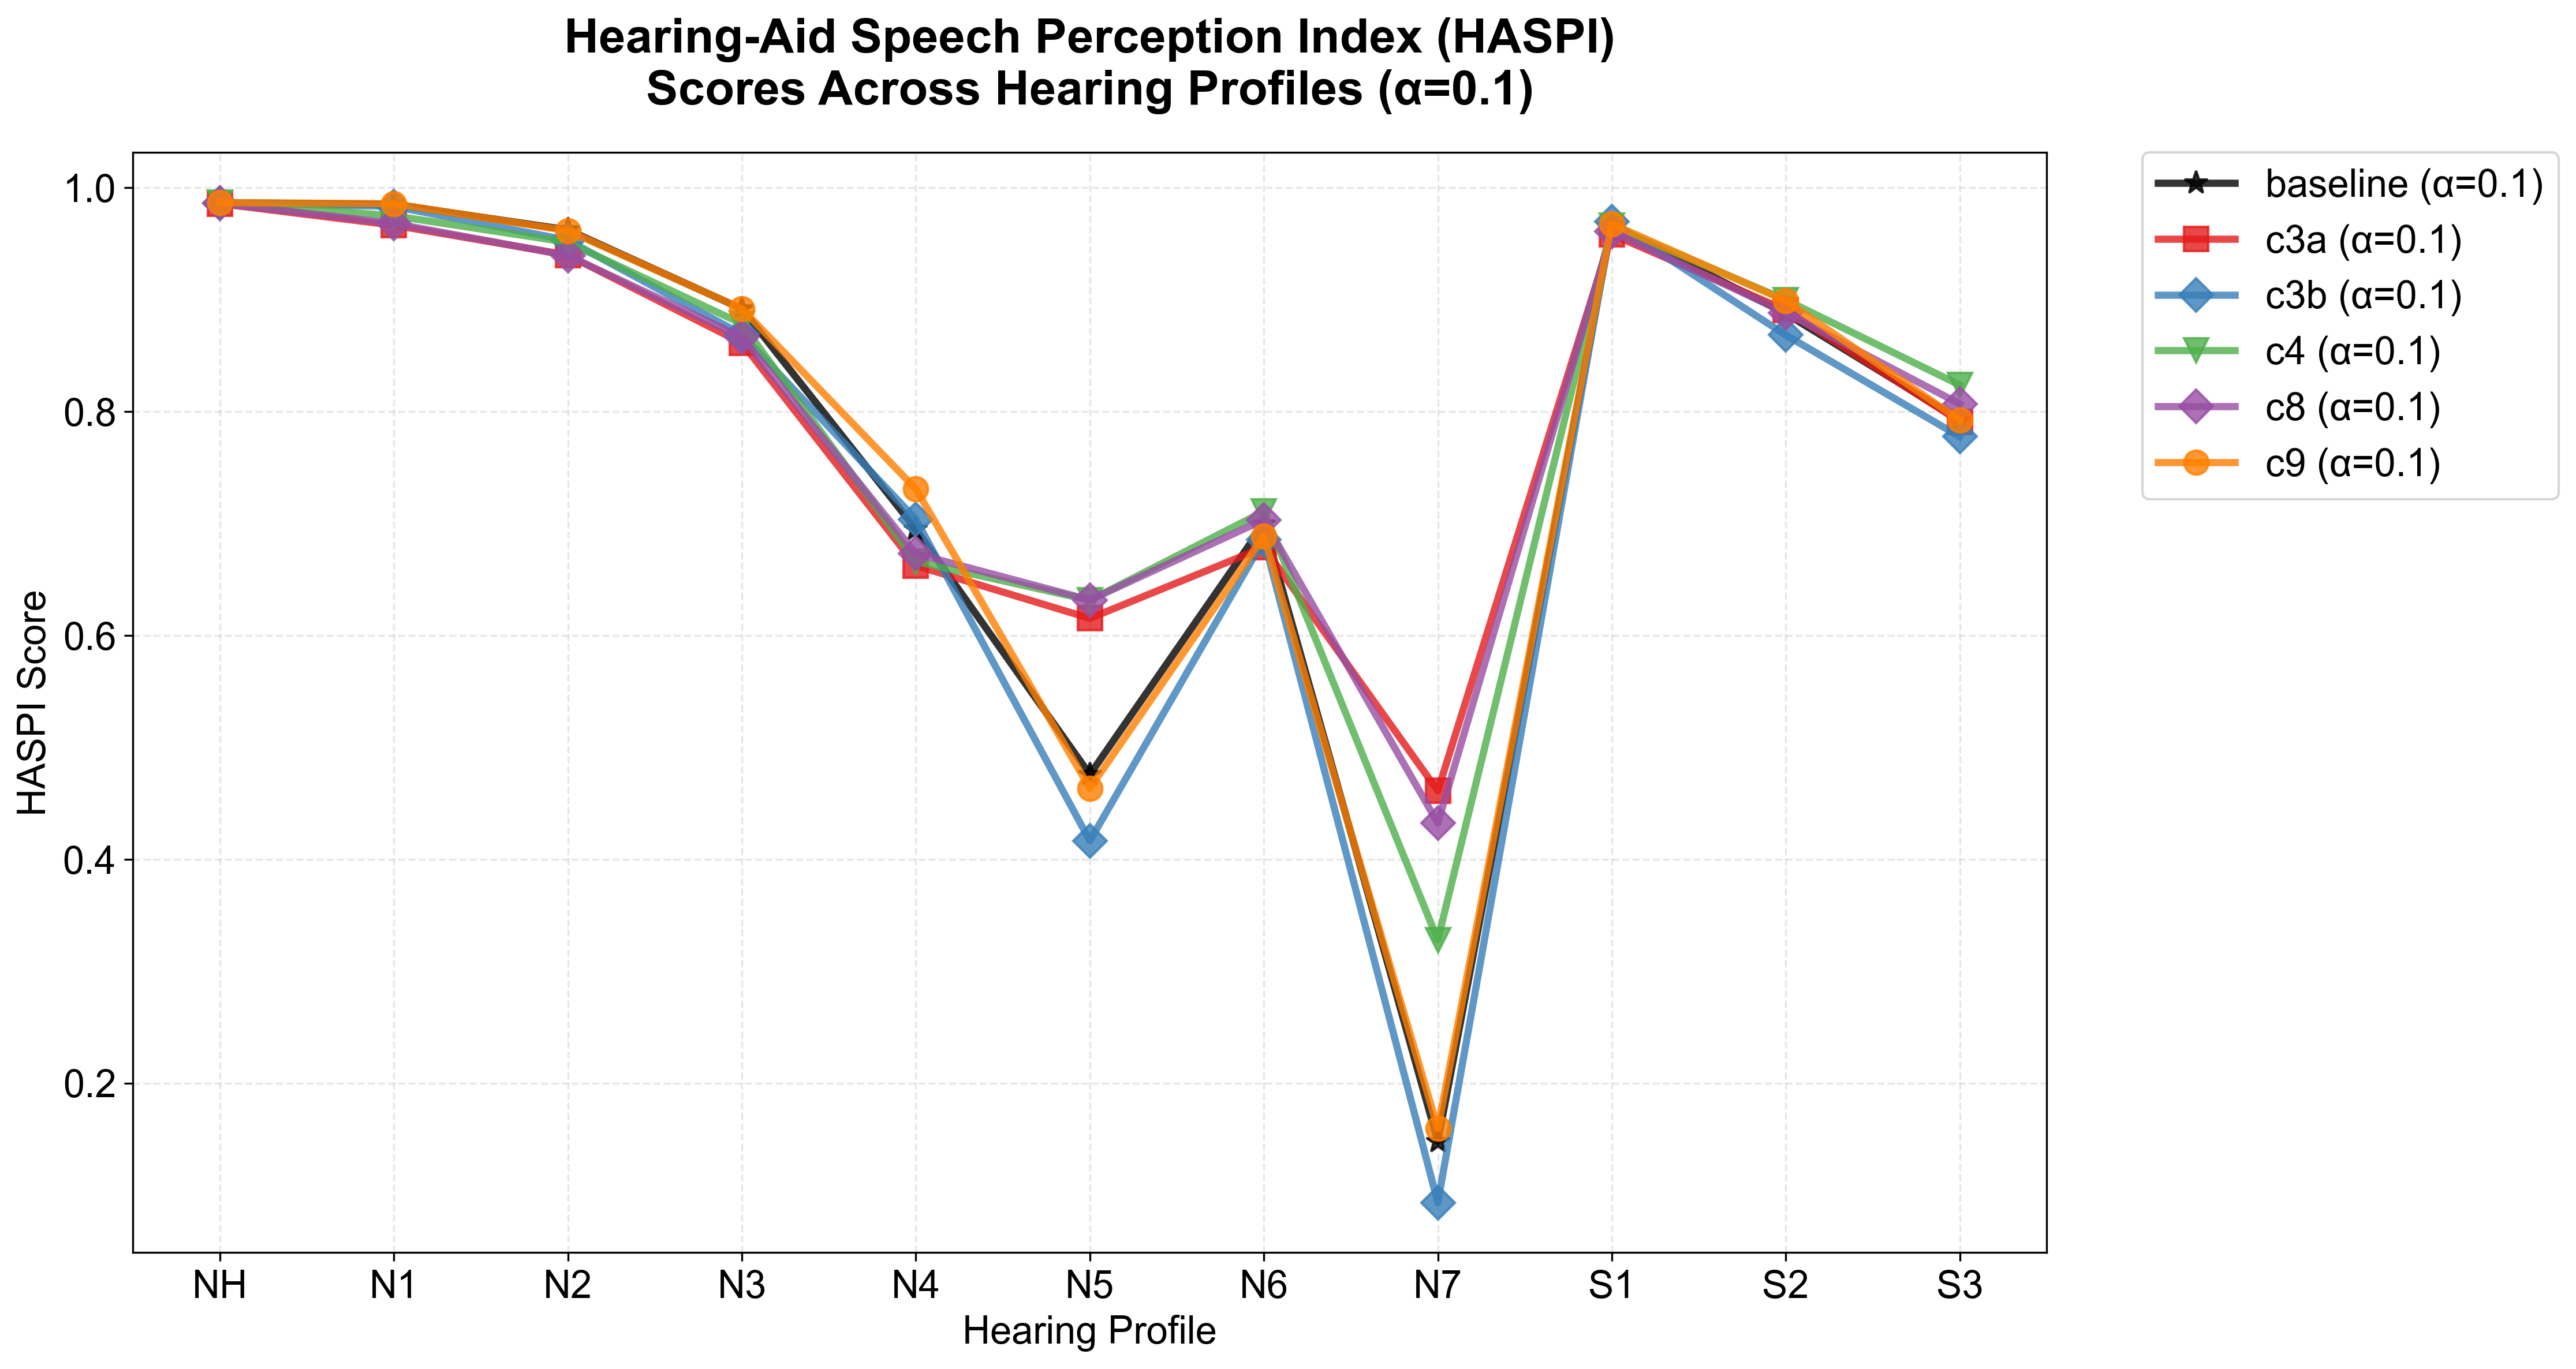 Hearing-Aid Speech Perception Index (HASPI)
Scores Across Hearing Profiles (α=0.1)
HASPI Score
1.0
0.8
0.6
0.4
0.2
NH N1 N2 N3 N4 N5 N6 N7 S1 S2 S3
Hearing Profile
baseline (α=0.1)
c3a (α=0.1)
c3b (α=0.1)
c4 (α=0.1)
c8 (α=0.1)
c9 (α=0.1)